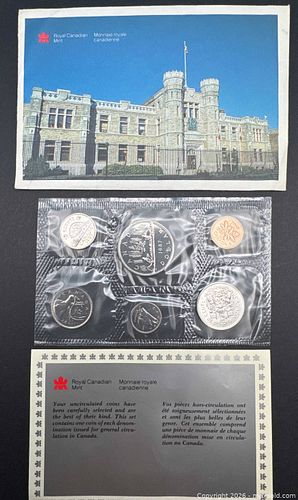 Royal Canadian Mint
Monnaie royale canadienne
Royal Canadian Mint
Monnaie royale canadienne
Your uncirculated coins have
been carefully selected and are
the best of their kind. This set
contains one coin of each denom-
ination issued for general circula-
tion in Canada.
Vos pièces hors-circulation ont
été soigneusement sélectionnées
et sont les plus belles de leur
genre. Cet ensemble comprend
une pièce de monnaie de chaque
dénomination mise en circula-
tion au Canada.